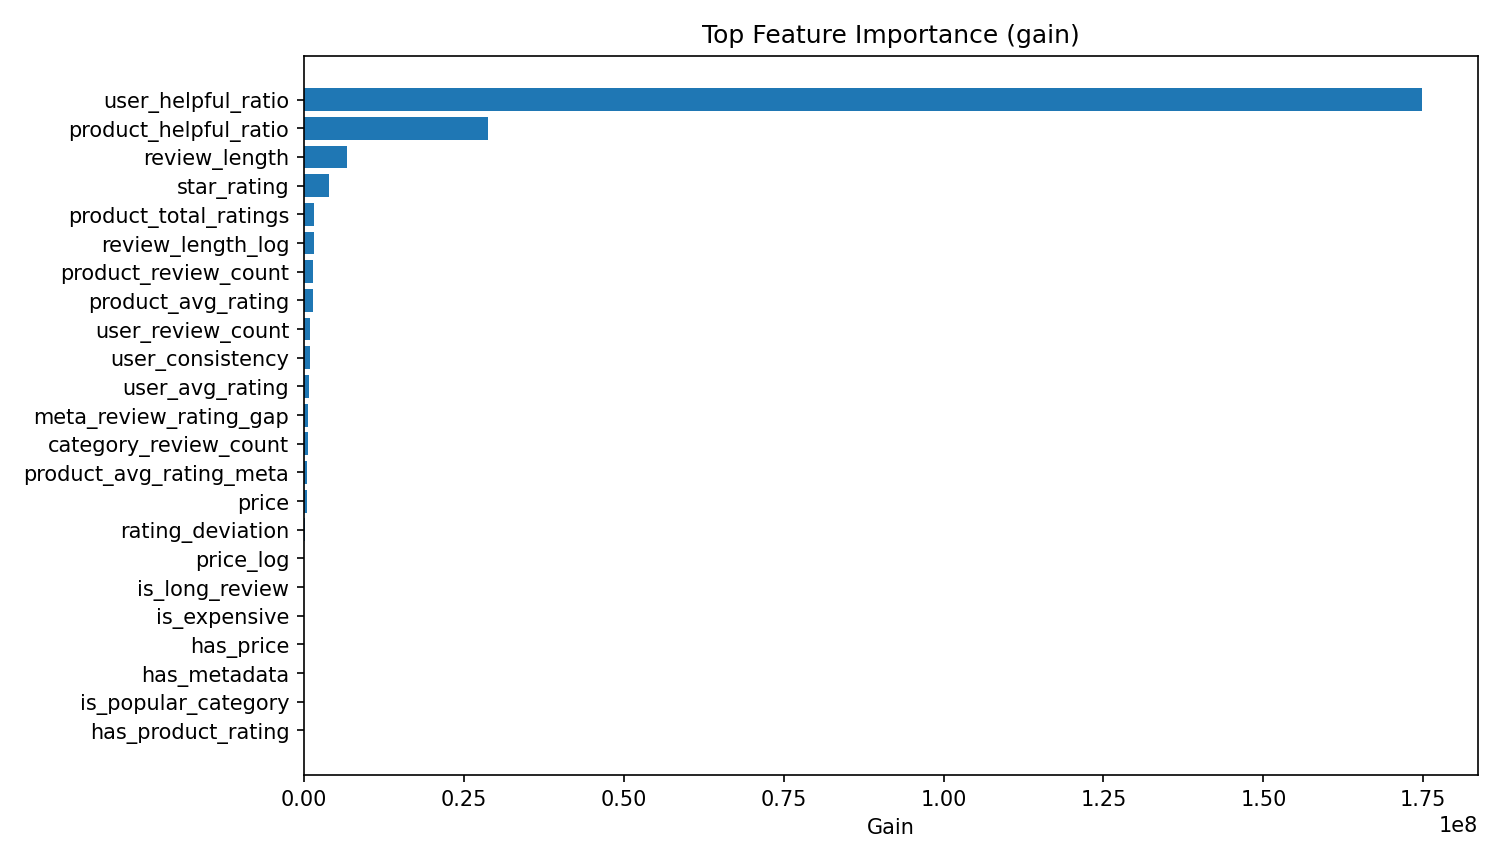 Top Feature Importance (gain)
user_helpful_ratio
product_helpful_ratio
review_length
star_rating
product_total_ratings
review_length_log
product_review_count
product_avg_rating
user_review_count
user_consistency
user_avg_rating
meta_review_rating_gap
category_review_count
product_avg_rating_meta
price
rating_deviation
price_log
is_long_review
is_expensive
has_price
has_metadata
is_popular_category
has_product_rating
0.00 0.25 0.50 0.75 1.00 1.25 1.50 1.75
Gain
1e8